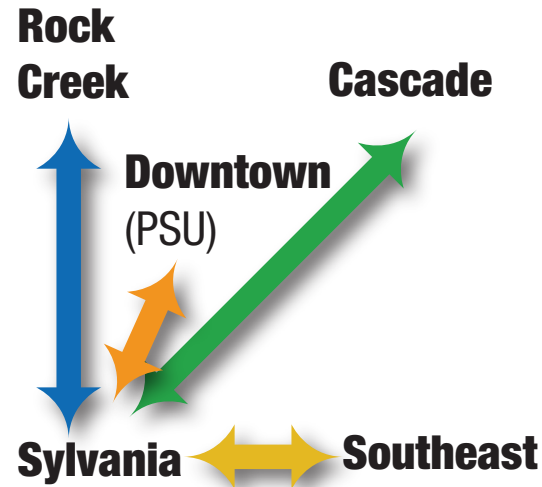 Rock
Creek
Cascade
Downtown
(PSU)
Sylvania
Southeast